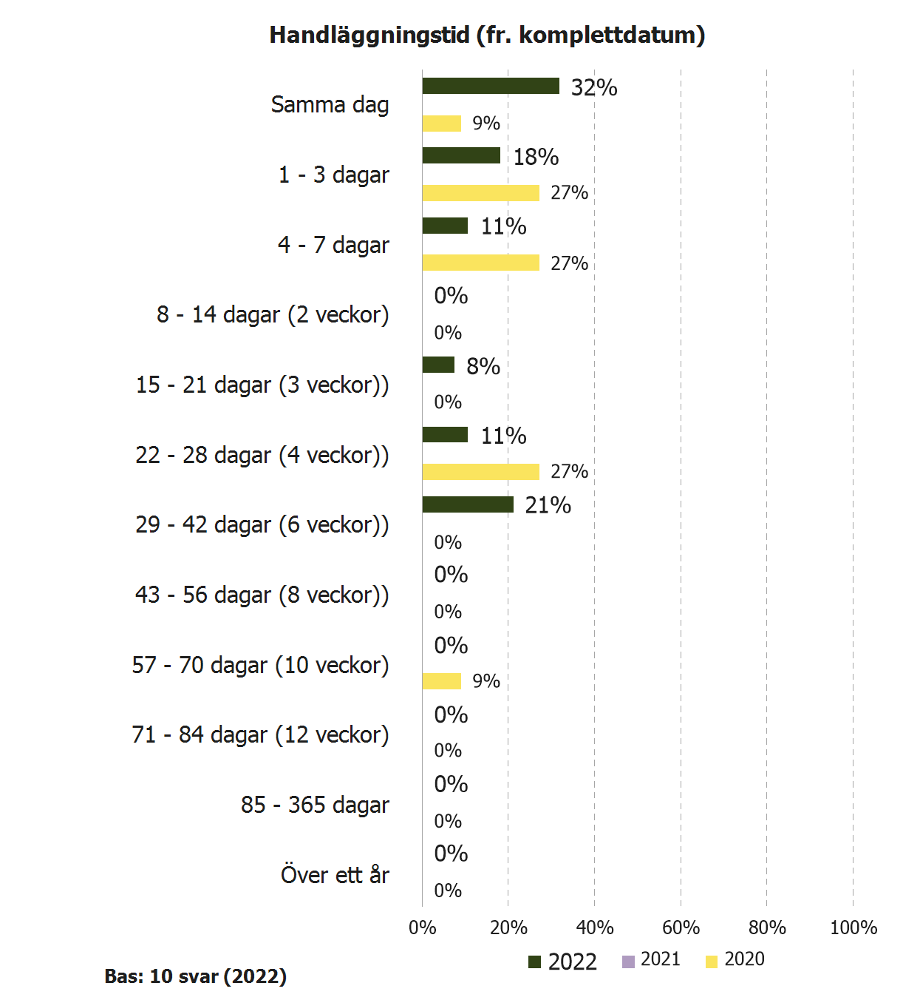 Handläggningstid (fr. komplettdatum)
Samma dag
32%
9%
1 - 3 dagar
18%
27%
4 - 7 dagar
11%
27%
8 - 14 dagar (2 veckor)
0%
0%
15 - 21 dagar (3 veckor))
8%
0%
22 - 28 dagar (4 veckor))
11%
27%
29 - 42 dagar (6 veckor))
21%
0%
43 - 56 dagar (8 veckor))
0%
0%
57 - 70 dagar (10 veckor)
0%
9%
71 - 84 dagar (12 veckor)
0%
0%
85 - 365 dagar
0%
0%
Över ett år
0%
0%
0% 20% 40% 60% 80% 100%
2022 2021 2020
Bas: 10 svar (2022)